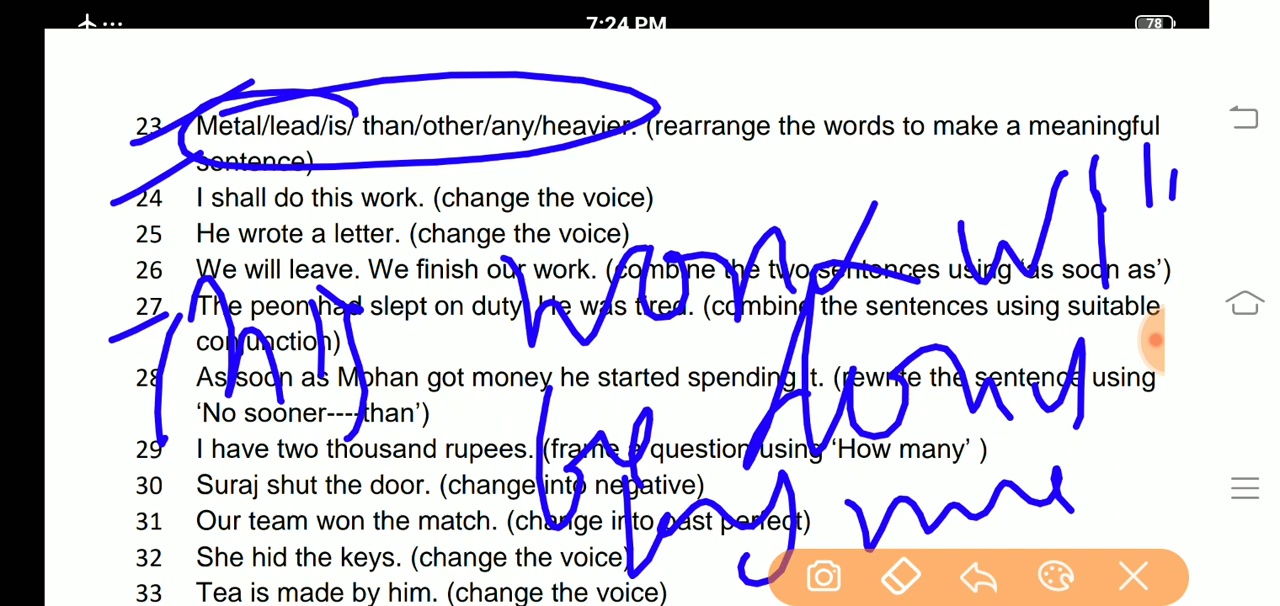 7:24 PM
78
23 Metal/lead/is/ than/other/any/heavier. (rearrange the words to make a meaningful
sentence)
24 I shall do this work. (change the voice)
25 He wrote a letter. (change the voice)
26 We will leave. We finish our work. (combine the two sentences using ‘as soon as’)
27 The peon had slept on duty. He was tired. (combine the sentences using suitable
conjunction)
28 As soon as Mohan got money he started spending it. (rewrite the sentence using
‘No sooner----than’)
29 I have two thousand rupees. (frame a question using ‘How many’ )
30 Suraj shut the door. (change into negative)
31 Our team won the match. (change into past perfect)
32 She hid the keys. (change the voice)
33 Tea is made by him. (change the voice)
work will
be done
by me